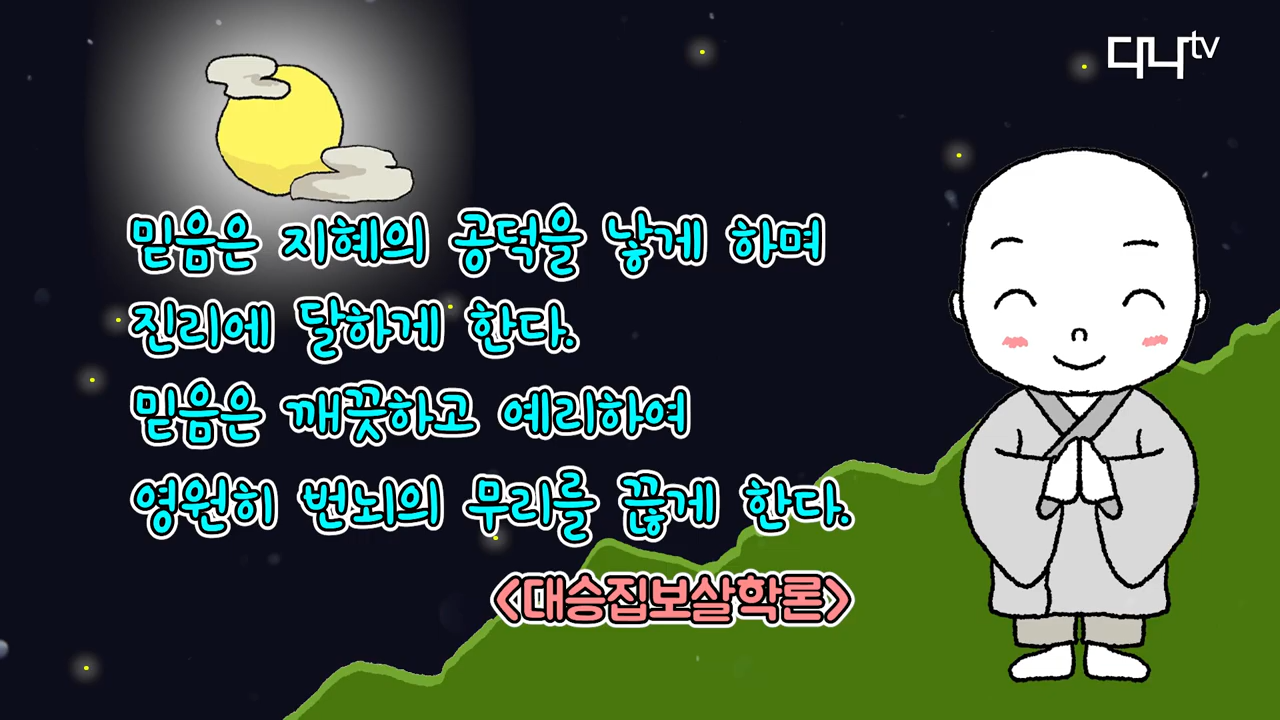 디나tv
믿음은 지혜의 공덕을 낳게 하며
진리에 달하게 한다.
믿음은 깨끗하고 예리하여
영원히 번뇌의 무리를 끊게 한다.
<대승집보살학론>